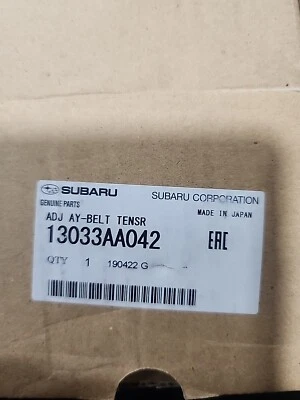 SUBARU SUBARU CORPORATION
GENUINE PARTS MADE IN JAPAN
ADJ AY-BELT TENSR
13033AA042 EAC
QTY 1 190422 G